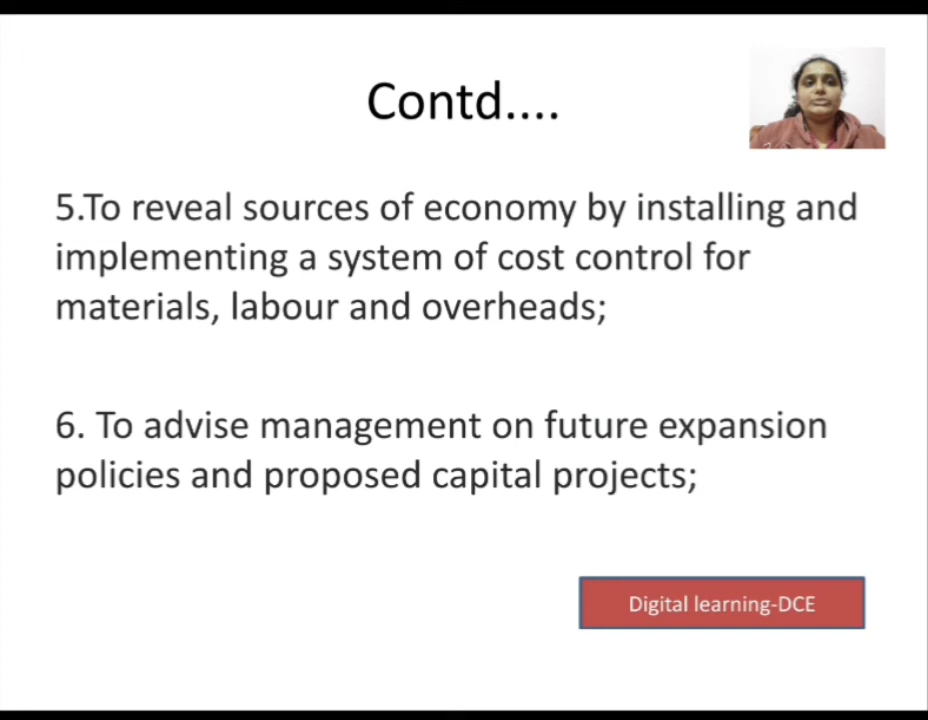 Contd....
5.To reveal sources of economy by installing and
implementing a system of cost control for
materials, labour and overheads;
6. To advise management on future expansion
policies and proposed capital projects;
Digital learning-DCE